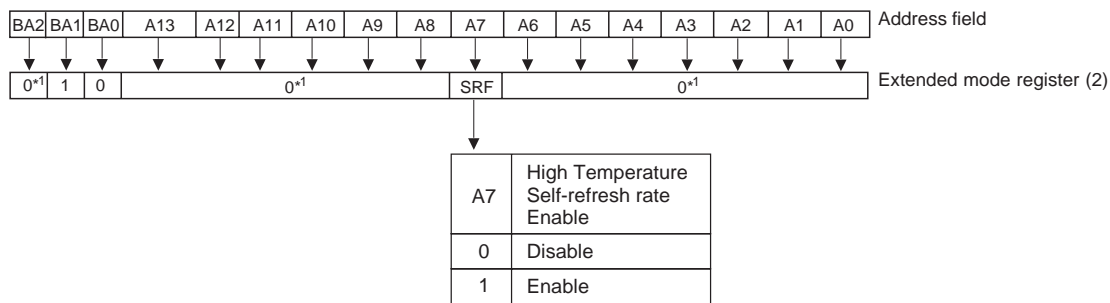 BA2 BA1 BA0 A13 A12 A11 A10 A9 A8 A7 A6 A5 A4 A3 A2 A1 A0 Address field
0*1 1 0 0*1 SRF 0*1 Extended mode register (2)
A7 High Temperature
Self-refresh rate
Enable
0 Disable
1 Enable